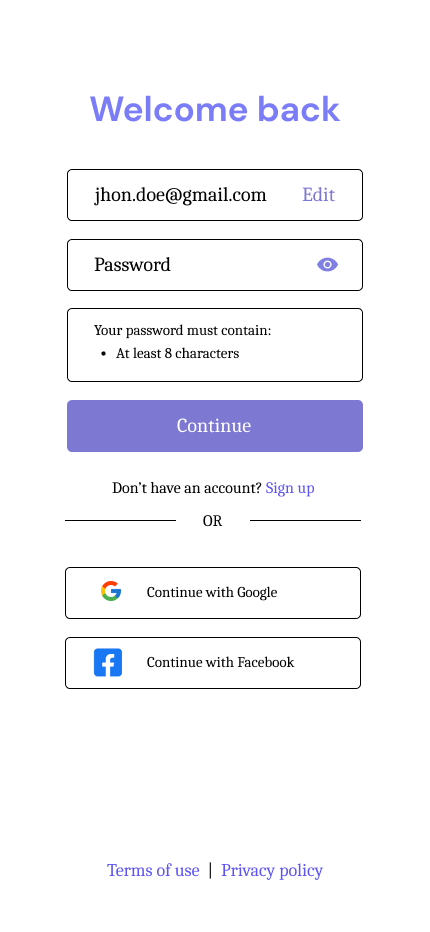 Welcome back
jhon.doe@gmail.com Edit
Password
Your password must contain:
• At least 8 characters
Continue
Don't have an account? Sign up
OR
Continue with Google
Continue with Facebook
Terms of use | Privacy policy